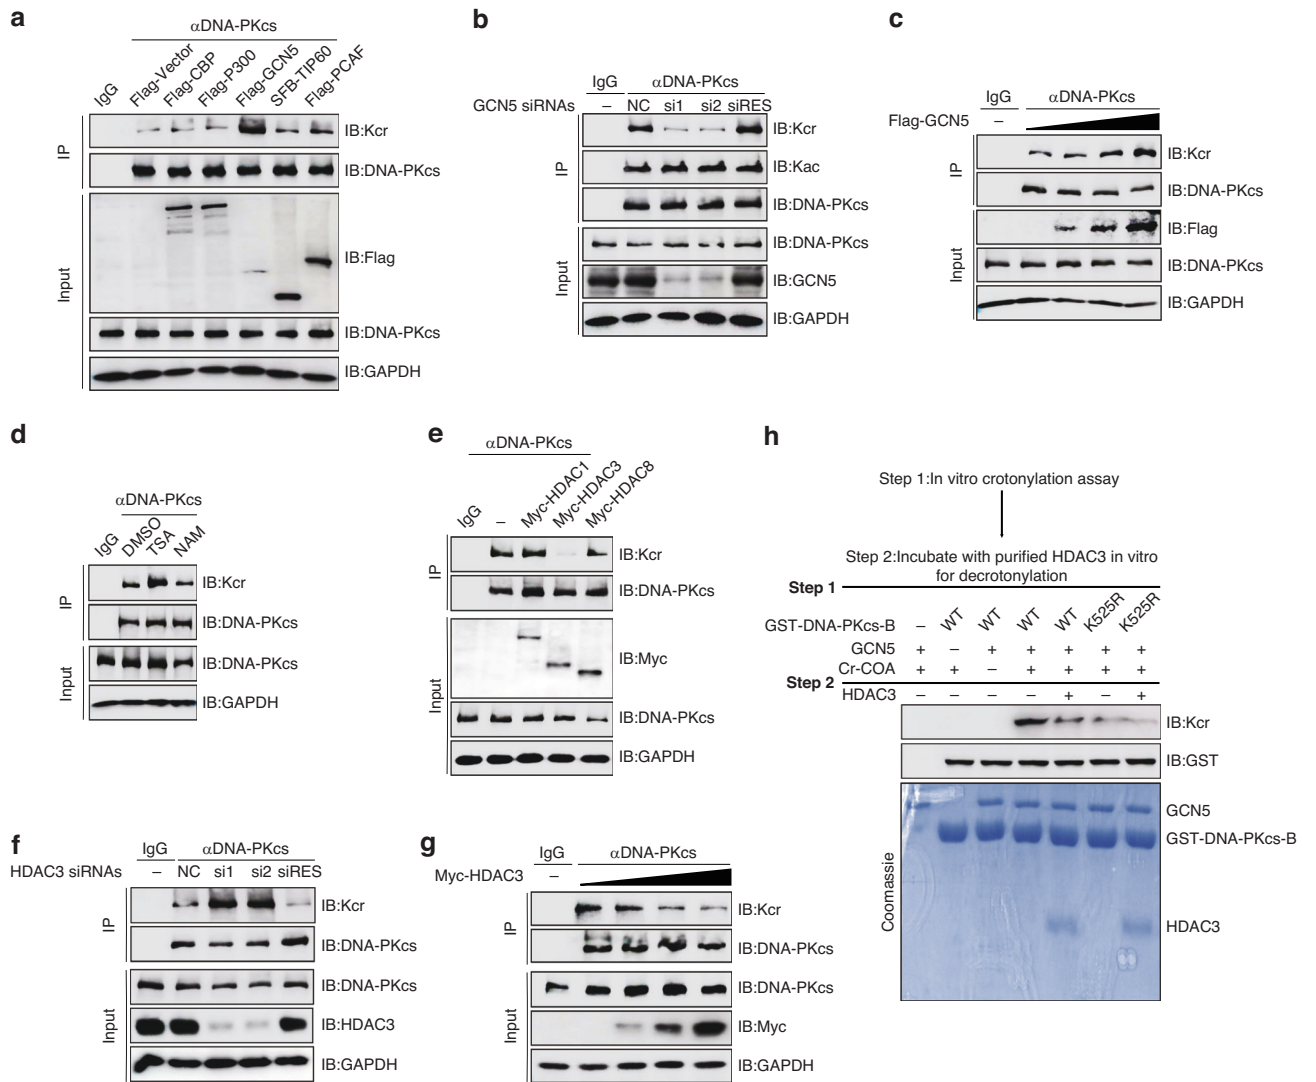 a
αDNA-PKcs
IgG
Flag-Vector
Flag-CBP
Flag-P300
Flag-GCN5
SFB-TIP60
Flag-PCAF
IP
IB:Kcr
IB:DNA-PKcs
Input
IB:Flag
IB:DNA-PKcs
IB:GAPDH
b
IgG αDNA-PKcs
GCN5 siRNAs – NC si1 si2 siRES
IP
IB:Kcr
IB:Kac
IB:DNA-PKcs
Input
IB:DNA-PKcs
IB:GCN5
IB:GAPDH
c
IgG αDNA-PKcs
Flag-GCN5 –
IP
IB:Kcr
IB:DNA-PKcs
Input
IB:Flag
IB:DNA-PKcs
IB:GAPDH
d
αDNA-PKcs
IgG
DMSO
TSA
NAM
IP
IB:Kcr
IB:DNA-PKcs
Input
IB:DNA-PKcs
IB:GAPDH
e
αDNA-PKcs
IgG
–
Myc-HDAC1
Myc-HDAC3
Myc-HDAC8
IP
IB:Kcr
IB:DNA-PKcs
Input
IB:Myc
IB:DNA-PKcs
IB:GAPDH
h
Step 1:In vitro crotonylation assay
Step 2:Incubate with purified HDAC3 in vitro
for decrotonylation
Step 1
GST-DNA-PKcs-B – WT WT WT WT K525R K525R
GCN5 + – + + + + +
Cr-COA + + – + + + +
Step 2
HDAC3 – – – – + – +
IB:Kcr
IB:GST
Coomassie
GCN5
GST-DNA-PKcs-B
HDAC3
f
IgG αDNA-PKcs
HDAC3 siRNAs – NC si1 si2 siRES
IP
IB:Kcr
IB:DNA-PKcs
Input
IB:DNA-PKcs
IB:HDAC3
IB:GAPDH
g
IgG αDNA-PKcs
Myc-HDAC3 –
IP
IB:Kcr
IB:DNA-PKcs
Input
IB:DNA-PKcs
IB:Myc
IB:GAPDH